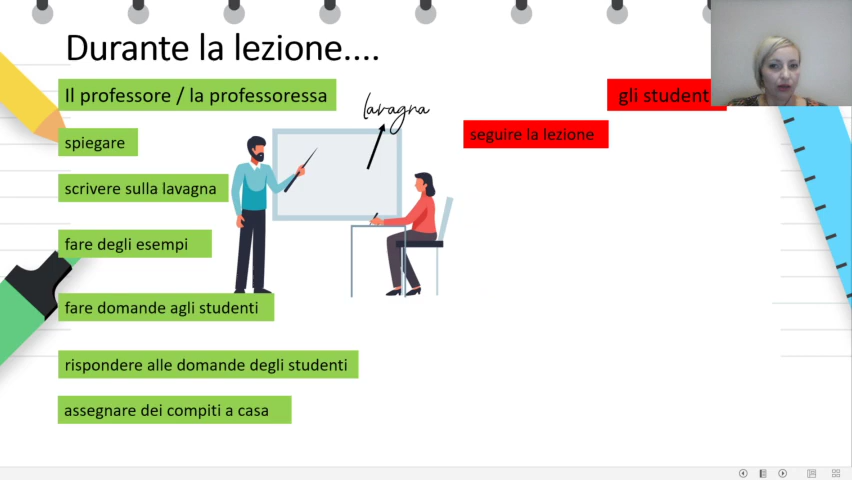 Durante la lezione....
Il professore / la professoressa
spiegare
scrivere sulla lavagna
fare degli esempi
fare domande agli studenti
rispondere alle domande degli studenti
assegnare dei compiti a casa
lavagna
gli student
seguire la lezione